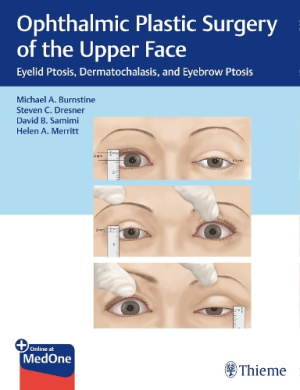 Ophthalmic Plastic Surgery
of the Upper Face
Eyelid Ptosis, Dermatochalasis, and Eyebrow Ptosis
Michael A. Burnstine
Steven C. Dresner
David B. Samimi
Helen A. Merritt
+ Online at
MedOne
Thieme